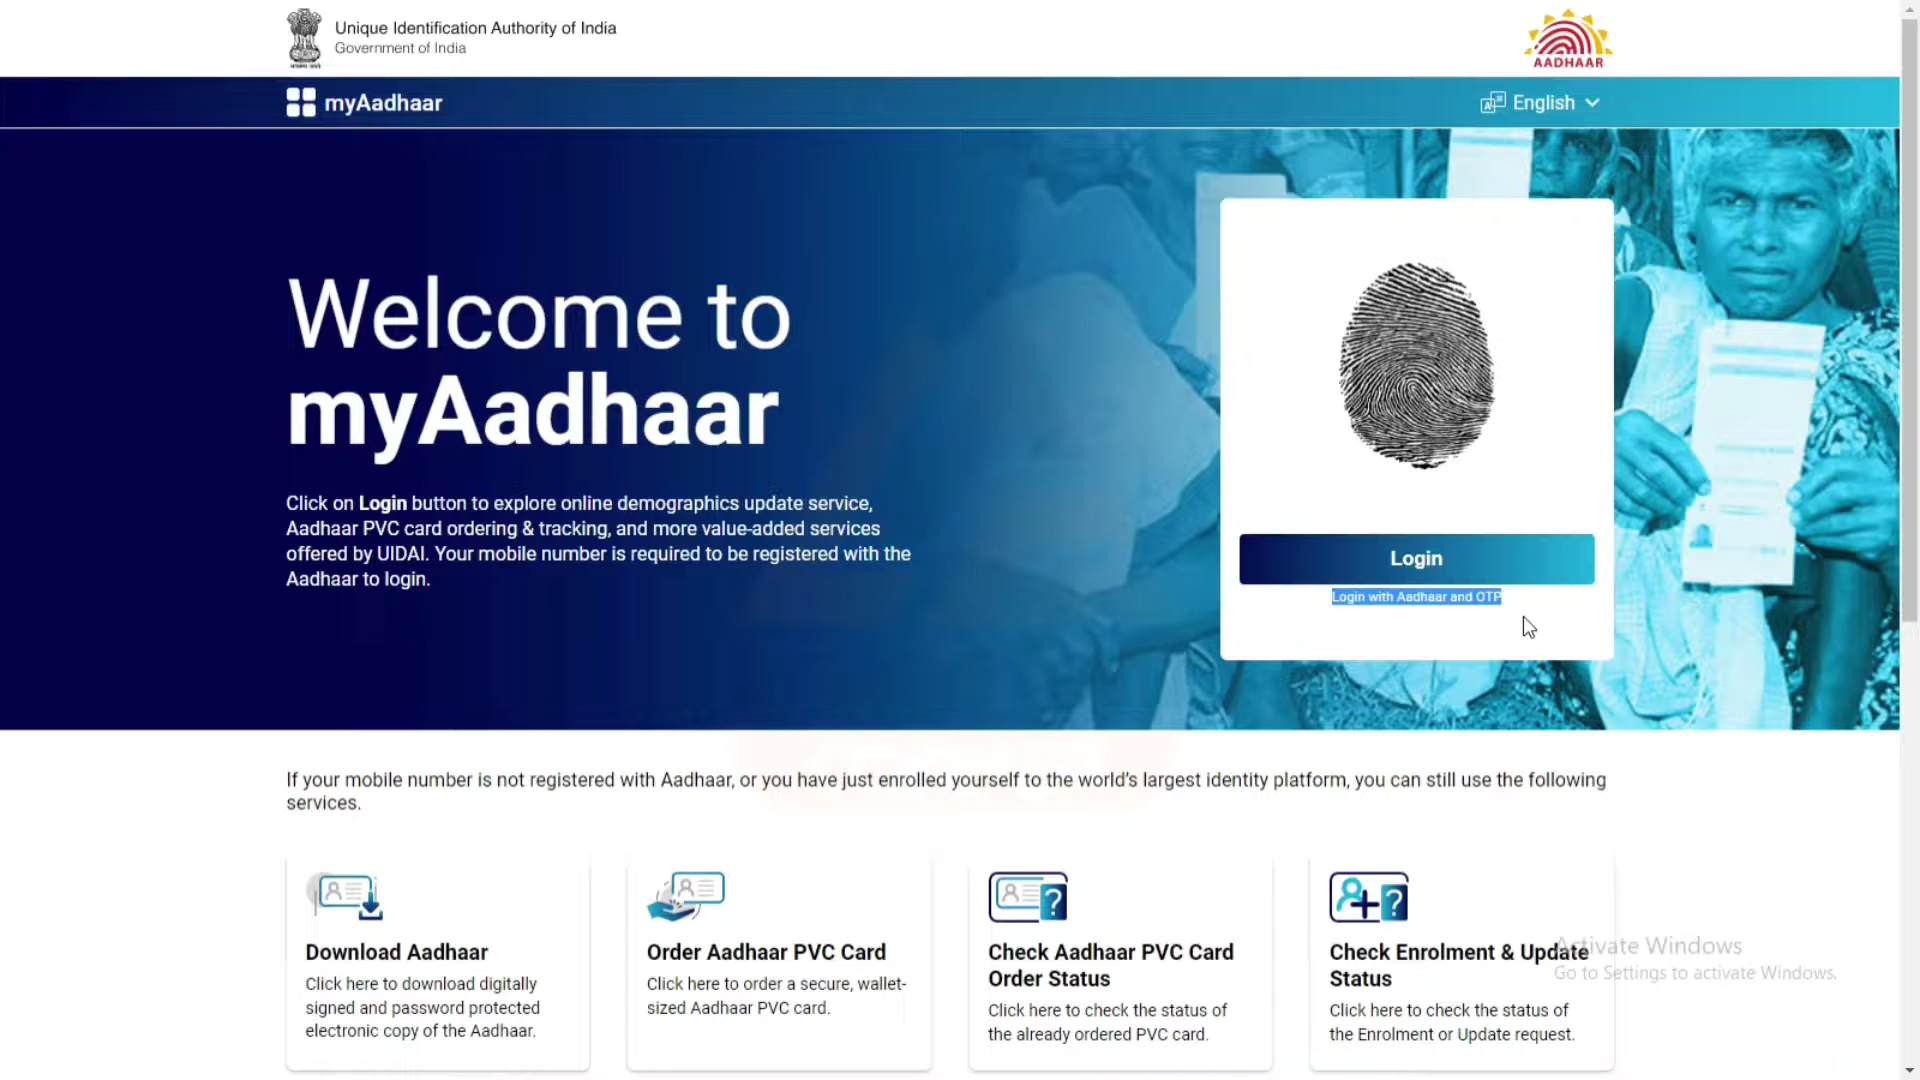 Unique Identification Authority of India
Government of India
AADHAAR
myAadhaar
English
Welcome to
myAadhaar
Click on Login button to explore online demographics update service,
Aadhaar PVC card ordering & tracking, and more value-added services
offered by UIDAI. Your mobile number is required to be registered with the
Aadhaar to login.
Login
Login with Aadhaar and OTP
If your mobile number is not registered with Aadhaar, or you have just enrolled yourself to the world's largest identity platform, you can still use the following
services.
Download Aadhaar
Click here to download digitally
signed and password protected
electronic copy of the Aadhaar.
Order Aadhaar PVC Card
Click here to order a secure, wallet-
sized Aadhaar PVC card.
Check Aadhaar PVC Card
Order Status
Click here to check the status of
the already ordered PVC card.
Check Enrolment & Update
Status
Click here to check the status of
the Enrolment or Update request.
Activate Windows
Go to Settings to activate Windows.